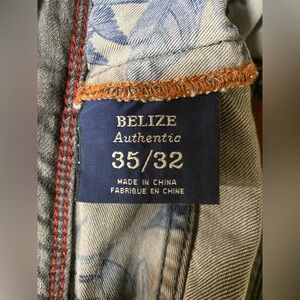 BELIZE
Authentic
35/32
MADE IN CHINA
FABRIQUE EN CHINE